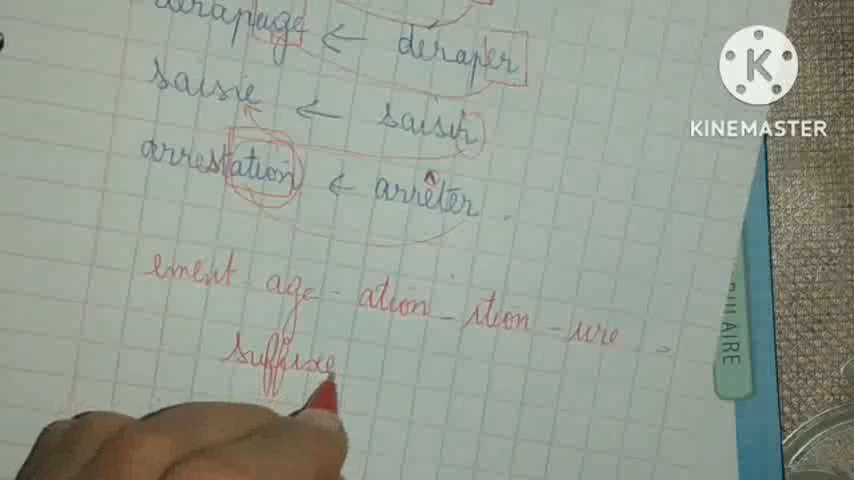 dérapage ← déraper
saisie ← saisir
arrestation ← arrêter.
ement - age - ation - ition - ure
suffixe
KINEMASTER